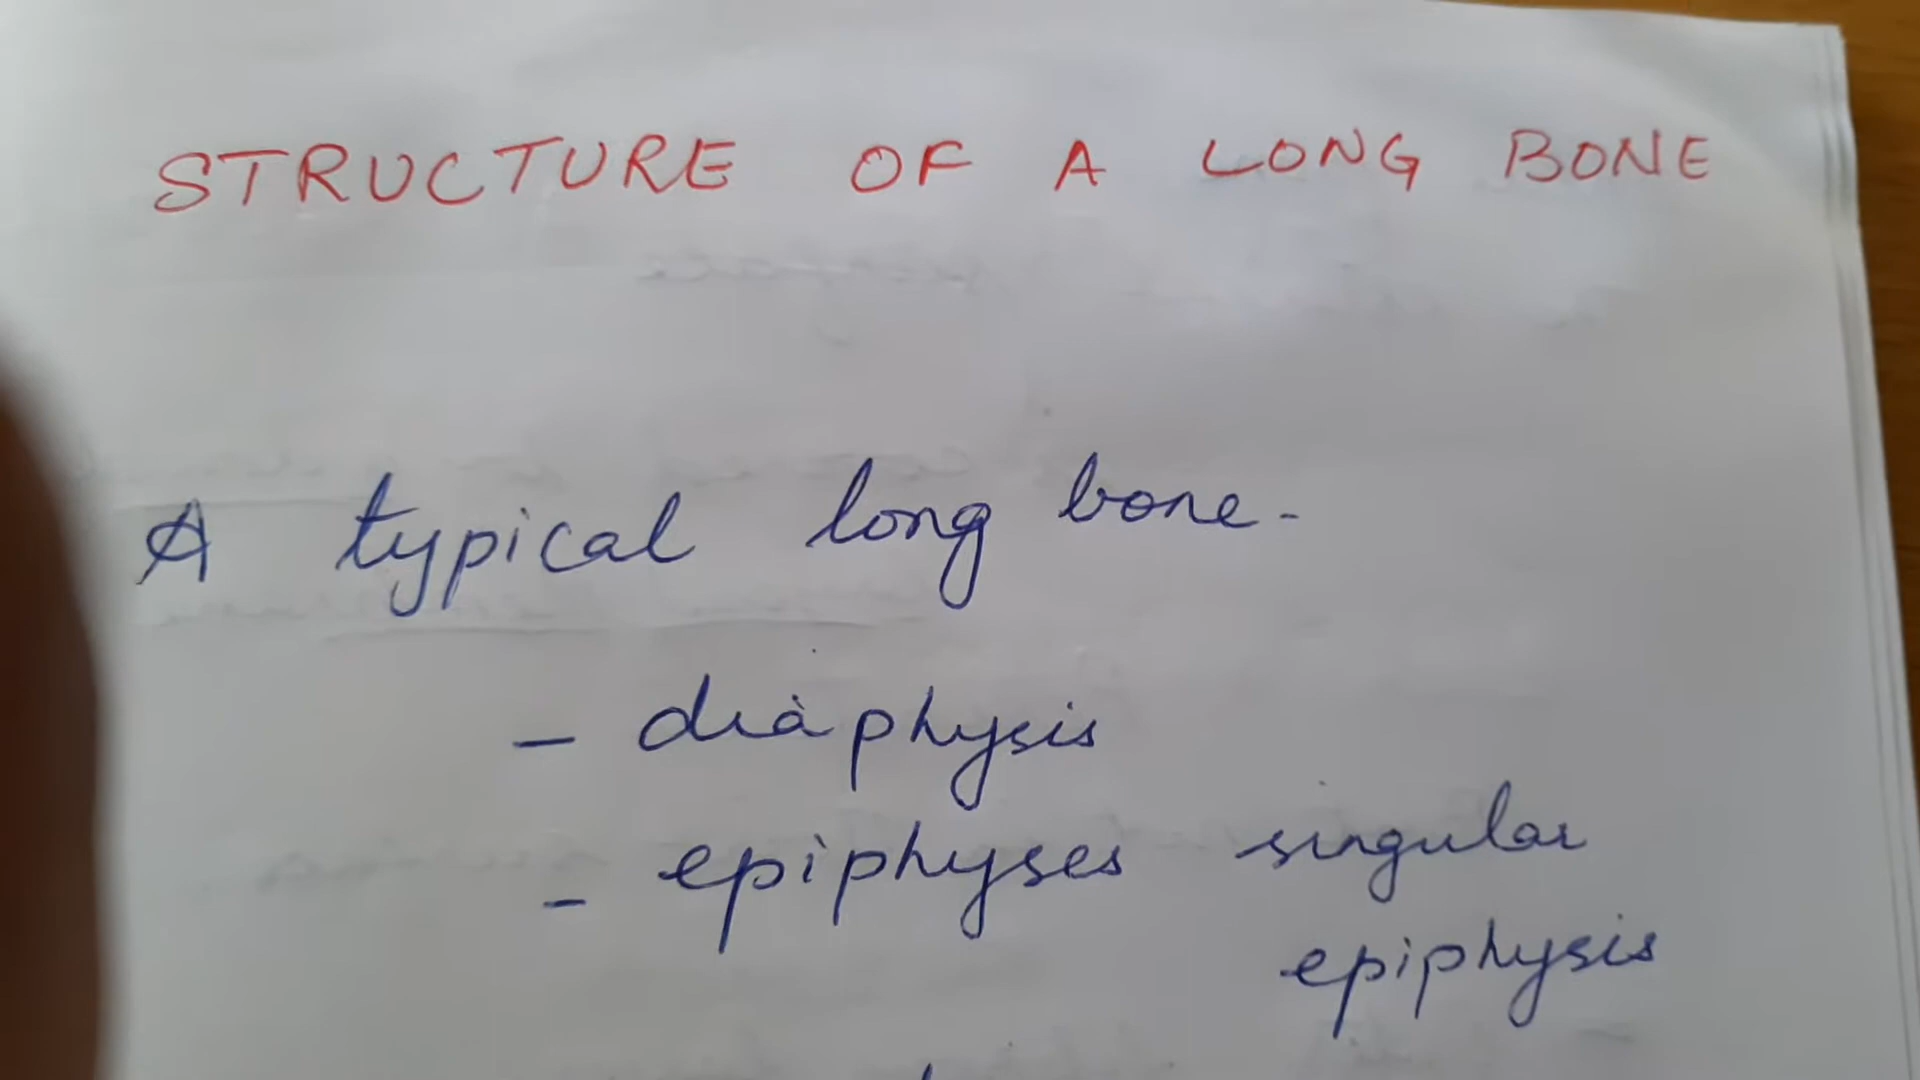 STRUCTURE OF A LONG BONE
A typical long bone-
- diaphysis
- epiphyses singular
epiphysis